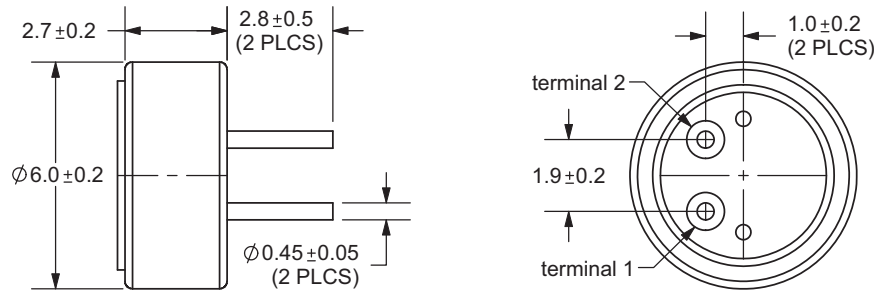 2.7±0.2
2.8±0.5
(2 PLCS)
Ø6.0±0.2
Ø0.45±0.05
(2 PLCS)
1.0±0.2
(2 PLCS)
terminal 2
1.9±0.2
terminal 1